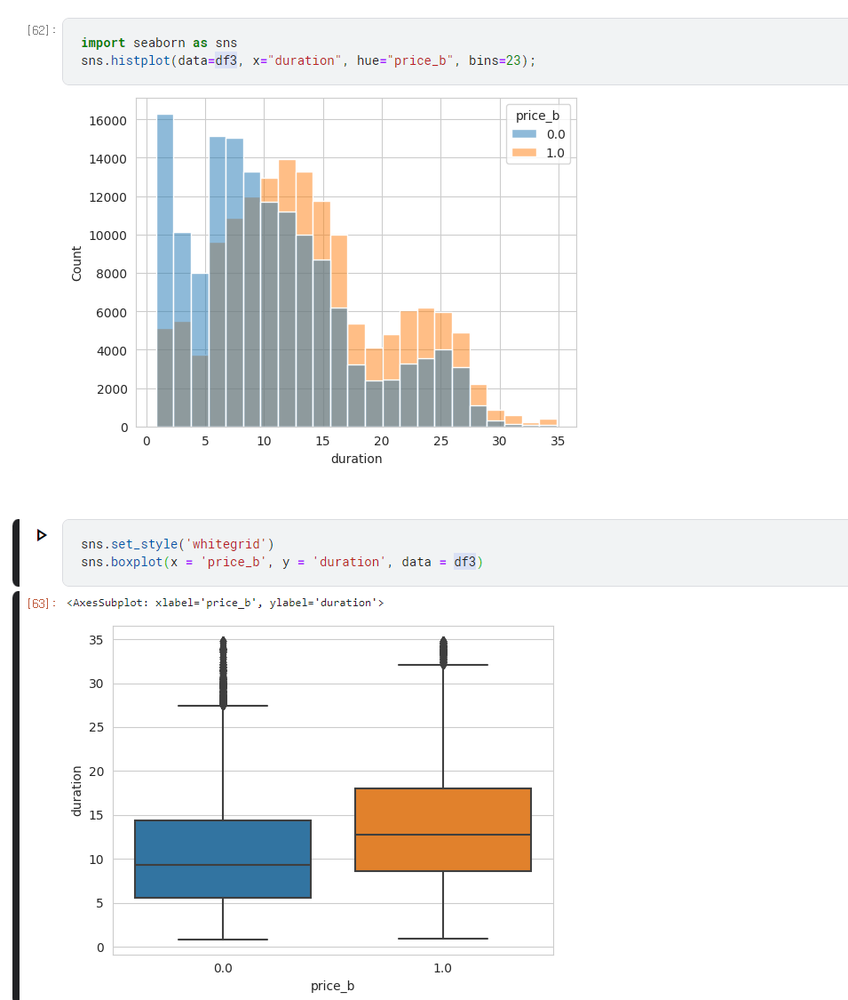 [62]:
import seaborn as sns
sns.histplot(data=df3, x="duration", hue="price_b", bins=23);
price_b
0.0
1.0
16000
14000
12000
10000
8000
6000
4000
2000
0
Count
0 5 10 15 20 25 30 35
duration
sns.set_style('whitegrid')
sns.boxplot(x = 'price_b', y = 'duration', data = df3)
[63]: <AxesSubplot: xlabel='price_b', ylabel='duration'>
35
30
25
20
15
10
5
0
duration
0.0 1.0
price_b